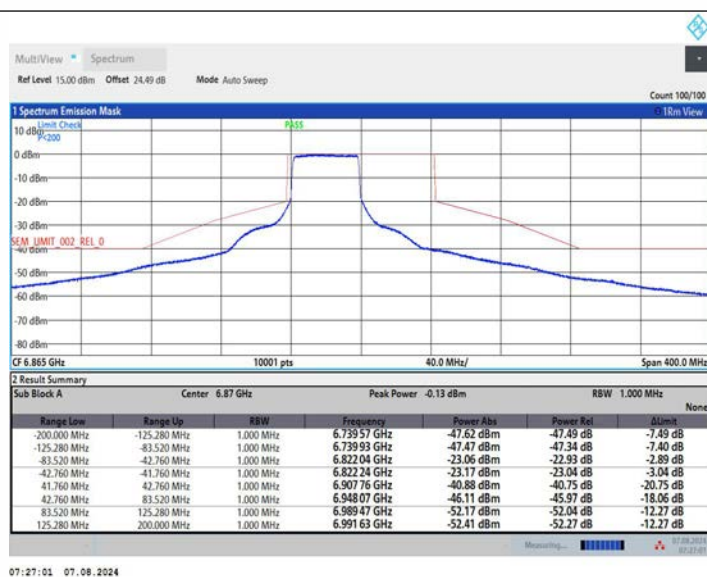 MultiView Spectrum
Ref Level 15.00 dBm Offset 24.49 dB Mode Auto Sweep
Count 100/100
1 Spectrum Emission Mask 1Rm View
10 dBm Limit Check PASS
P<200
0 dBm
-10 dBm
-20 dBm
-30 dBm
SEM_LIMIT_002_REL_0
-40 dBm
-50 dBm
-60 dBm
-70 dBm
-80 dBm
CF 6.865 GHz 10001 pts 40.0 MHz/ Span 400.0 MHz
2 Result Summary
Sub Block A Center 6.87 GHz Peak Power -0.13 dBm RBW 1.000 MHz
None
Range Low Range Up RBW Frequency Power Abs Power Rel ΔLimit
-200.000 MHz -125.280 MHz 1.000 MHz 6.739 57 GHz -47.62 dBm -47.49 dB -7.49 dB
-125.280 MHz -83.520 MHz 1.000 MHz 6.739 93 GHz -47.47 dBm -47.34 dB -7.40 dB
-83.520 MHz -42.760 MHz 1.000 MHz 6.822 04 GHz -23.06 dBm -22.93 dB -2.89 dB
-42.760 MHz -41.760 MHz 1.000 MHz 6.822 24 GHz -23.17 dBm -23.04 dB -3.04 dB
41.760 MHz 42.760 MHz 1.000 MHz 6.907 76 GHz -40.88 dBm -40.75 dB -20.75 dB
42.760 MHz 83.520 MHz 1.000 MHz 6.948 07 GHz -46.11 dBm -45.97 dB -18.06 dB
83.520 MHz 125.280 MHz 1.000 MHz 6.989 47 GHz -52.17 dBm -52.04 dB -12.27 dB
125.280 MHz 200.000 MHz 1.000 MHz 6.991 63 GHz -52.41 dBm -52.27 dB -12.27 dB
Measuring... 07.08.2024
07:27:01
07:27:01 07.08.2024